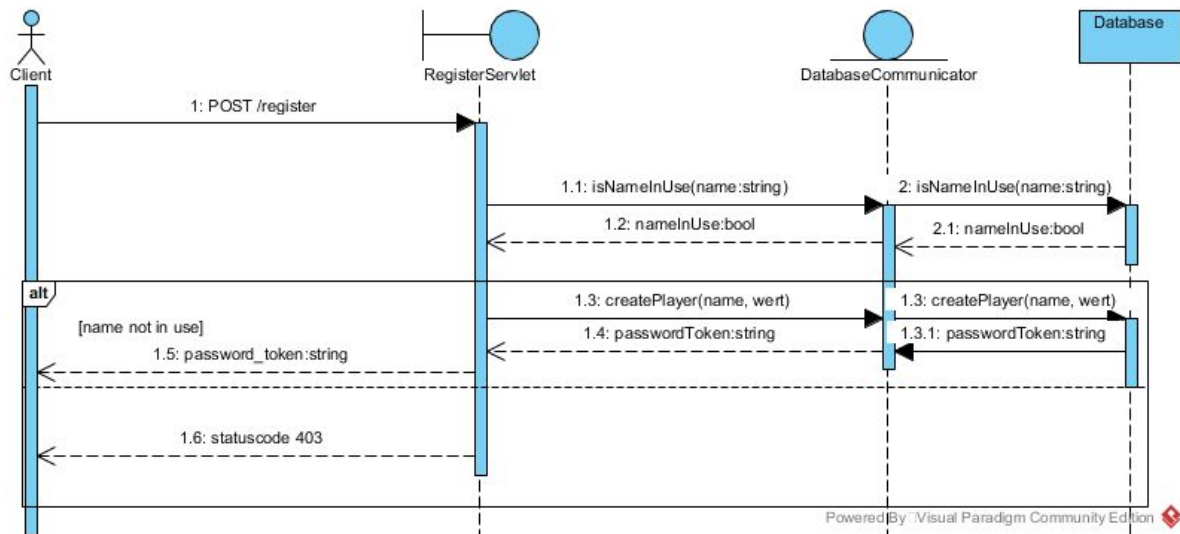 Database
Client
RegisterServlet
DatabaseCommunicator
1: POST /register
1.1: isNameInUse(name:string)
2: isNameInUse(name:string)
1.2: nameInUse:bool
2.1: nameInUse:bool
alt
1.3: createPlayer(name, wert)
1.3: createPlayer(name, wert)
[name not in use]
1.4: passwordToken:string
1.3.1: passwordToken:string
1.5: password_token:string
1.6: statuscode 403
Powered By Visual Paradigm Community Edition